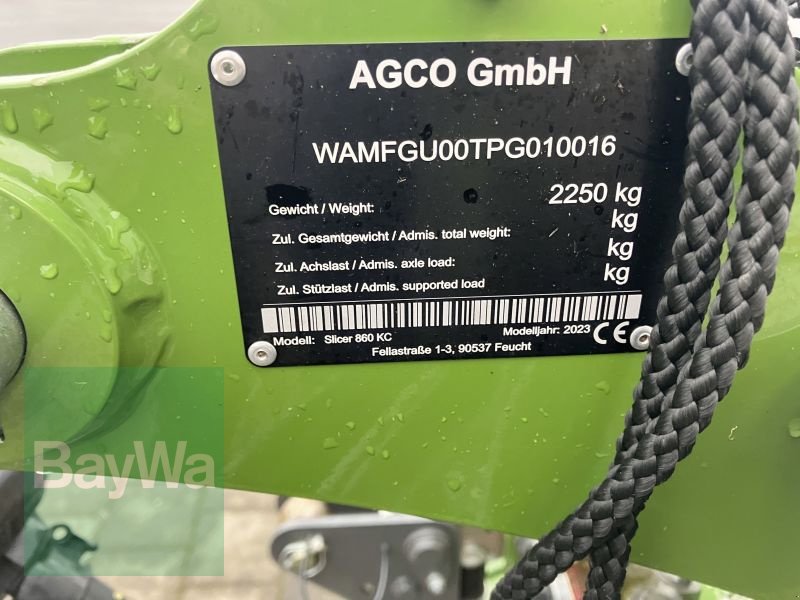 AGCO GmbH
WAMFGU00TPG010016
Gewicht / Weight: 2250 kg
Zul. Gesamtgewicht / Admis. total weight: kg
Zul. Achslast / Admis. axle load: kg
Zul. Stützlast / Admis. supported load kg
Modell: Slicer 860 KC Modelljahr: 2023 CE
Fellastraße 1-3, 90537 Feucht
BayWa